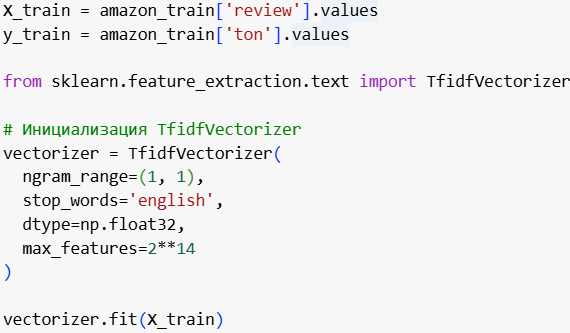 X_train = amazon_train['review'].values
y_train = amazon_train['ton'].values
from sklearn.feature_extraction.text import TfidfVectorizer
# Инициализация TfidfVectorizer
vectorizer = TfidfVectorizer(
  ngram_range=(1, 1),
  stop_words='english',
  dtype=np.float32,
  max_features=2**14
)
vectorizer.fit(X_train)